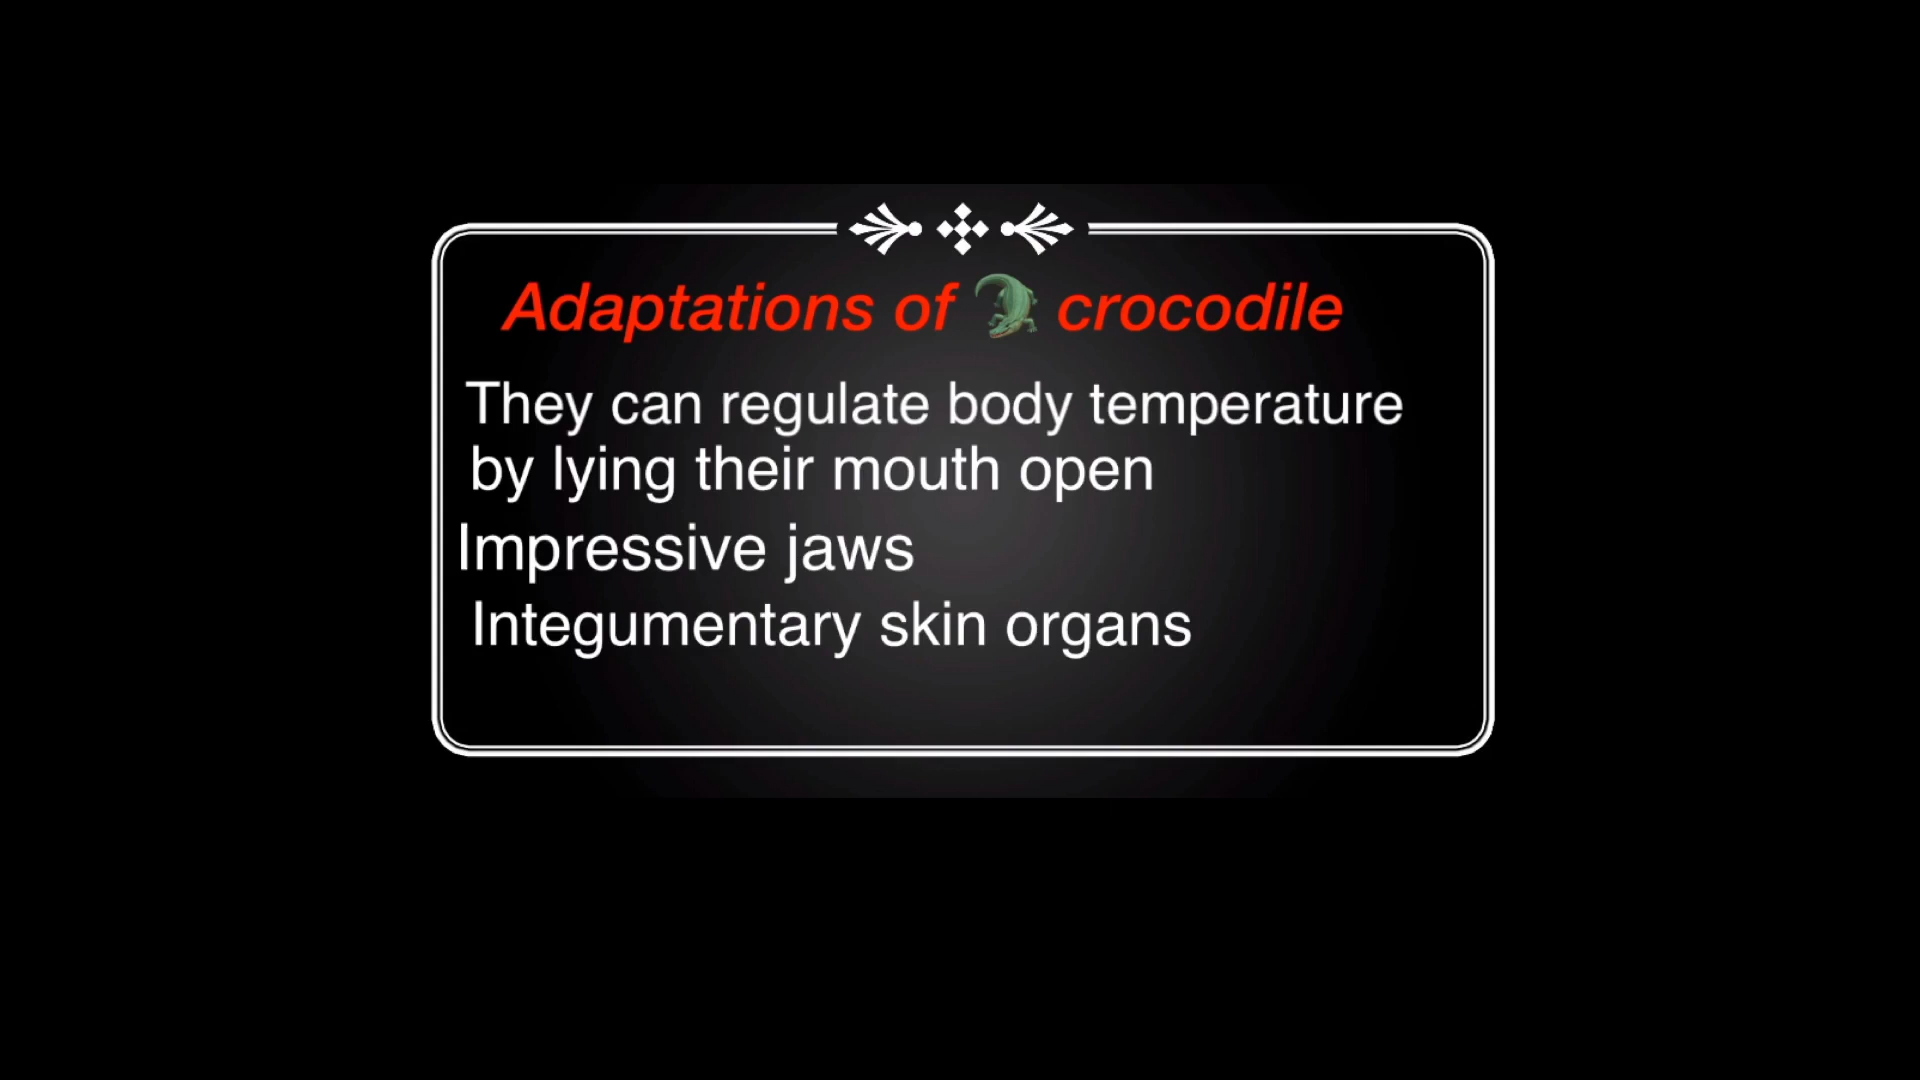 Adaptations of 🐊 crocodile
They can regulate body temperature
by lying their mouth open
Impressive jaws
Integumentary skin organs